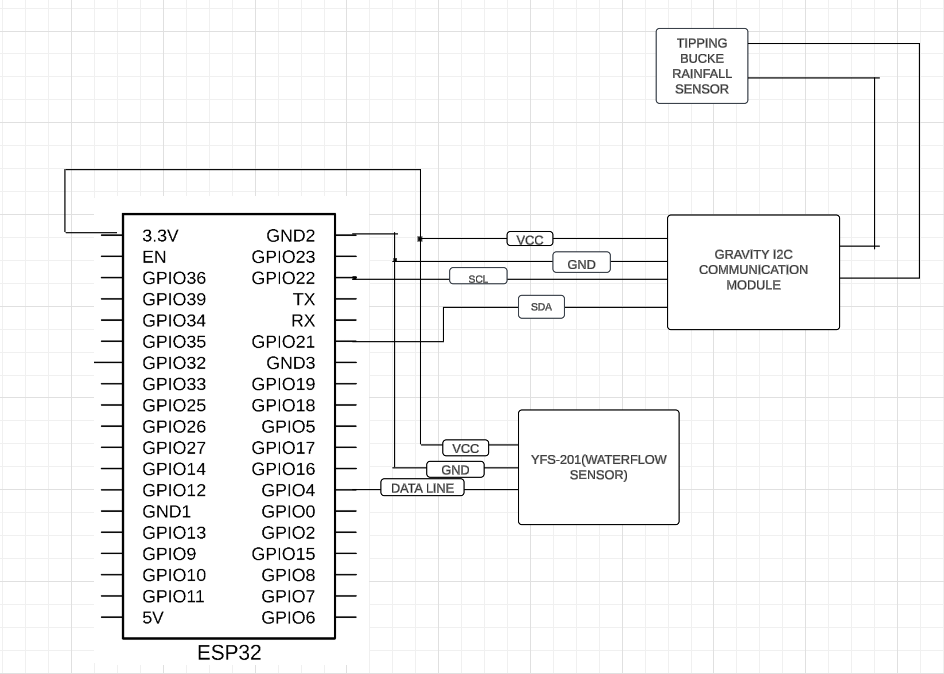 TIPPING
BUCKE
RAINFALL
SENSOR
VCC
GND
SCL
SDA
GRAVITY I2C
COMMUNICATION
MODULE
3.3V GND2
EN GPIO23
GPIO36 GPIO22
GPIO39 TX
GPIO34 RX
GPIO35 GPIO21
GPIO32 GND3
GPIO33 GPIO19
GPIO25 GPIO18
GPIO26 GPIO5
GPIO27 GPIO17
GPIO14 GPIO16
GPIO12 GPIO4
GND1 GPIO0
GPIO13 GPIO2
GPIO9 GPIO15
GPIO10 GPIO8
GPIO11 GPIO7
5V GPIO6
ESP32
VCC
GND
DATA LINE
YFS-201(WATERFLOW
SENSOR)